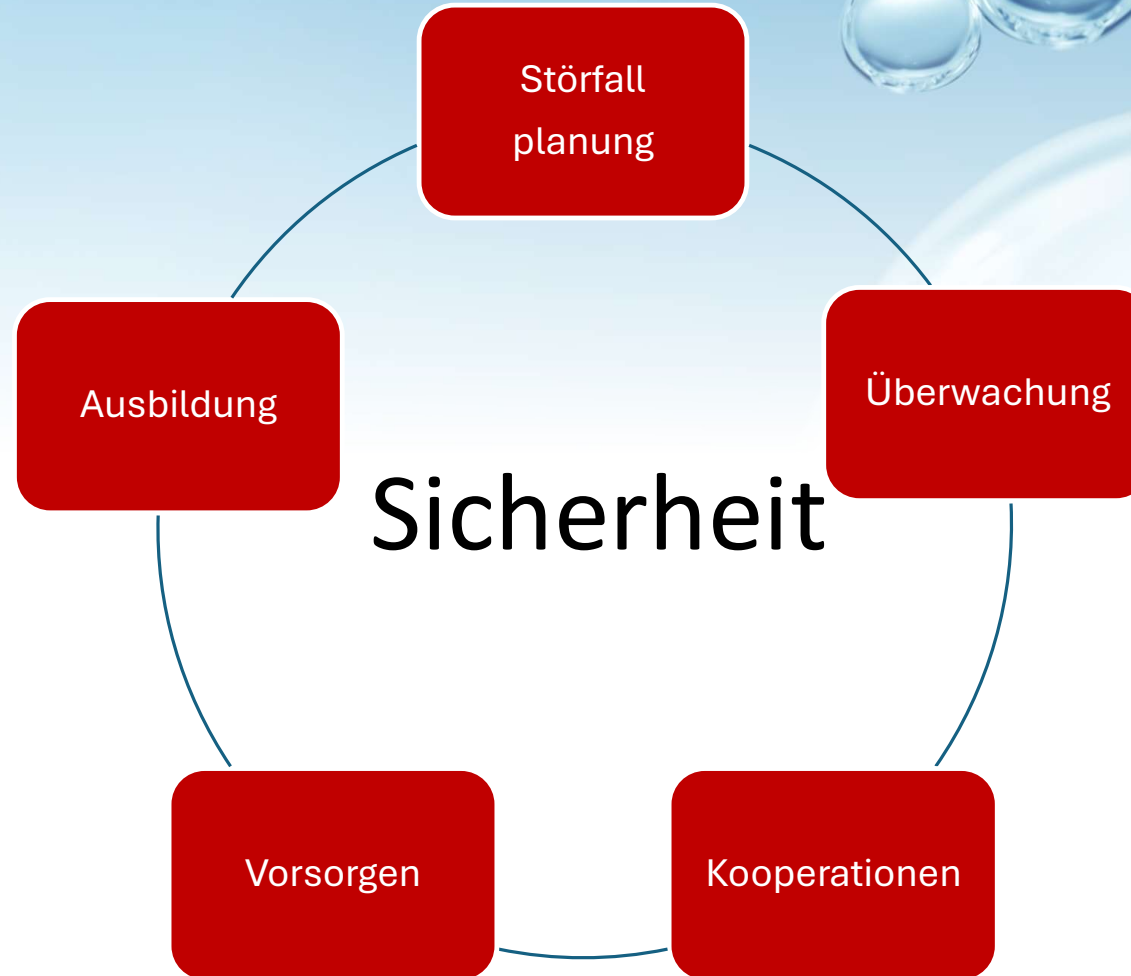 Störfall
planung
Überwachung
Ausbildung
Sicherheit
Vorsorgen
Kooperationen